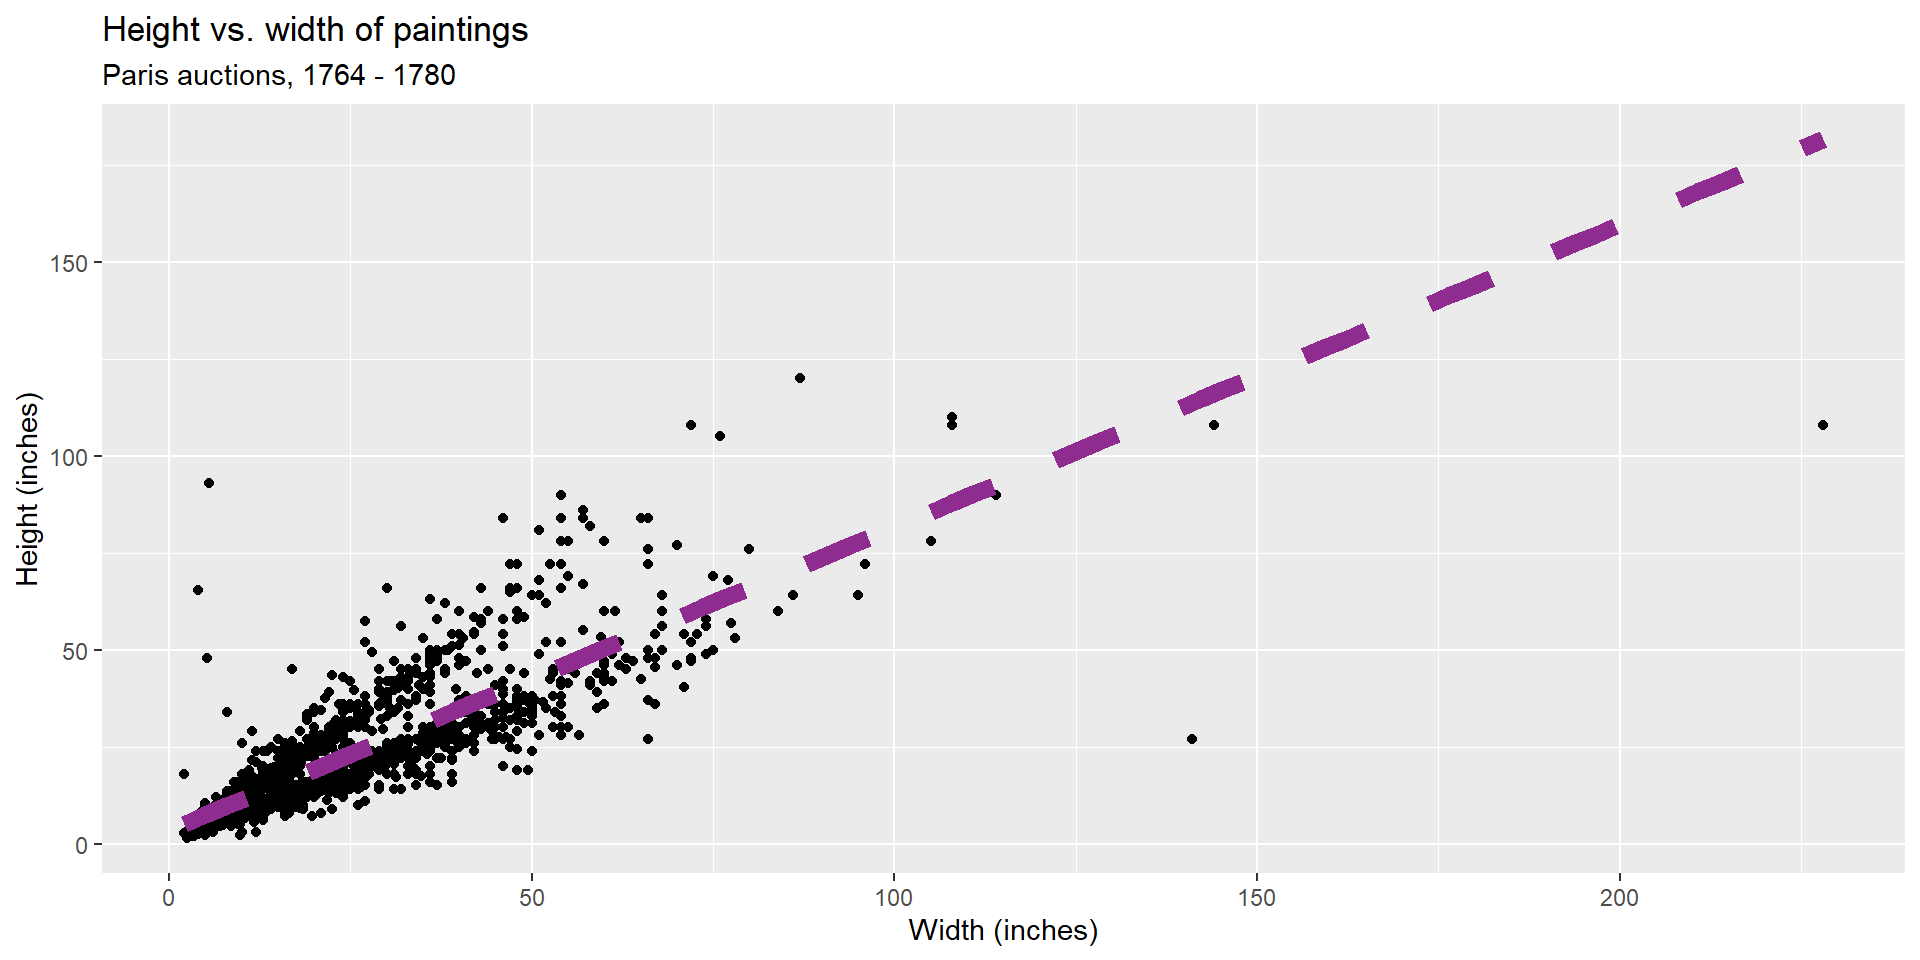 Height vs. width of paintings
Paris auctions, 1764 - 1780
Height (inches)
150
100
50
0
0 50 100 150 200
Width (inches)